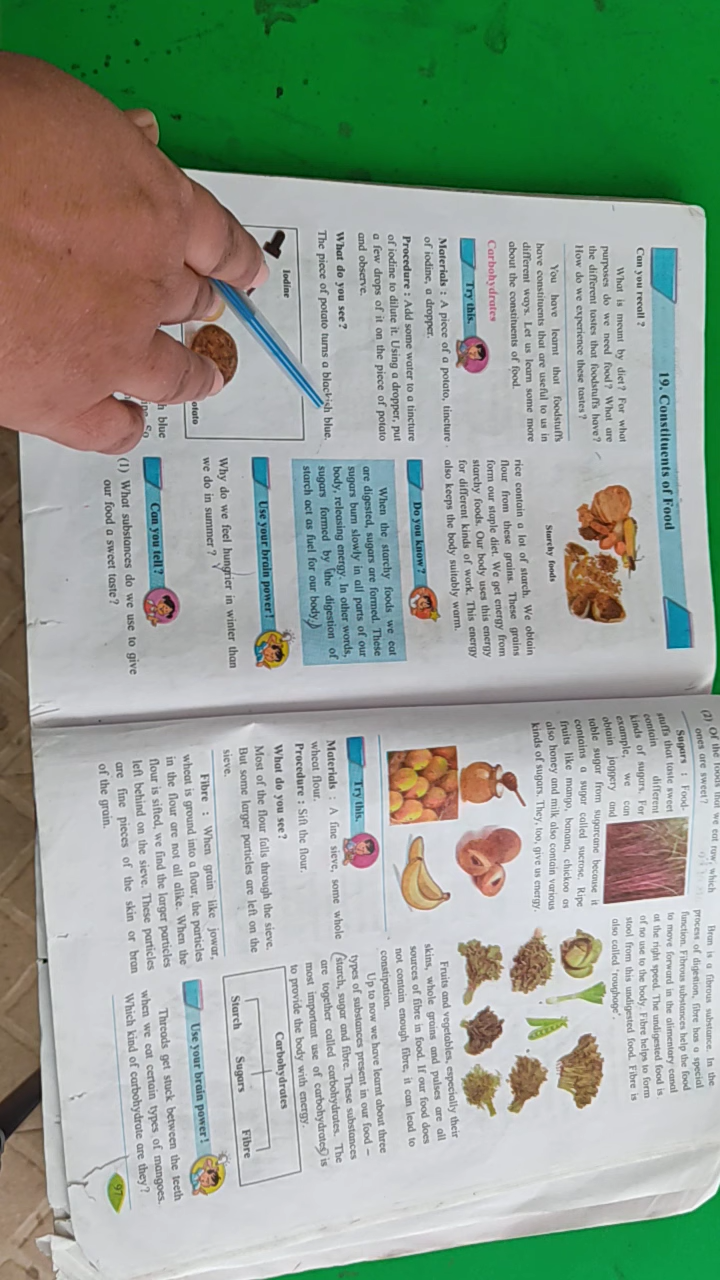 19. Constituents of Food
Can you recall ?
What is meant by diet? For what
purposes do we need food? What are
the different tastes that foodstuffs have?
How do we experience these tastes?
You have learnt that foodstuffs
have constituents that are useful to us in
different ways. Let us learn some more
about the constituents of food.
Carbohydrates
Try this.
Materials : A piece of a potato, tincture
of iodine, a dropper.
Procedure : Add some water to a tincture
of iodine to dilute it. Using a dropper, put
a few drops of it on the piece of potato
and observe.
What do you see ?
The piece of potato turns a blackish blue.
Iodine
blue
So
Starchy foods
rice contain a lot of starch. We obtain
flour from these grains. These grains
form our staple diet. We get energy from
starchy foods. Our body uses this energy
for different kinds of work. This energy
also keeps the body suitably warm.
Do you know ?
When the starchy foods we eat
are digested, sugars are formed. These
sugars burn slowly in all parts of our
body, releasing energy. In other words,
sugars formed by the digestion of
starch act as fuel for our body.
Use your brain power !
Why do we feel hungrier in winter than
we do in summer ?
Can you tell ?
(1) What substances do we use to give
our food a sweet taste ?
(2) Of the foods that we eat raw, which
ones are sweet?
Sugars : Food-
stuffs that taste sweet
contain different
kinds of sugars. For
example, we can
obtain jaggery and
table sugar from sugarcane because it
contains a sugar called sucrose. Ripe
fruits like mango, banana, chickoo as
also honey and milk also contain various
kinds of sugars. They, too, give us energy.
Try this.
Materials : A fine sieve, some whole
wheat flour.
Procedure : Sift the flour.
What do you see?
Most of the flour falls through the sieve.
But some larger particles are left on the
sieve.
Fibre : When grain like jowar,
wheat is ground into a flour, the particles
in the flour are not all alike. When the
flour is sifted, we find the larger particles
left behind on the sieve. These particles
are fine pieces of the skin or bran
of the grain.
Bran is a fibrous substance. In the
process of digestion, fibre has a special
function. Fibrous substances help the food
to move forward in the alimentary canal
at the right speed. The undigested food is
of no use to the body. Fibre helps to form
stool from this undigested food. Fibre is
also called 'roughage'.
Fruits and vegetables, especially their
skins, whole grains and pulses are all
sources of fibre in food. If our food does
not contain enough fibre, it can lead to
constipation.
Up to now we have learnt about three
types of substances present in our food –
starch, sugar and fibre. These substances
are together called carbohydrates. The
most important use of carbohydrates is
to provide the body with energy.
Carbohydrates
Starch Sugars Fibre
Use your brain power !
Threads get stuck between the teeth
when we eat certain types of mangoes.
Which kind of carbohydrate are they?
97